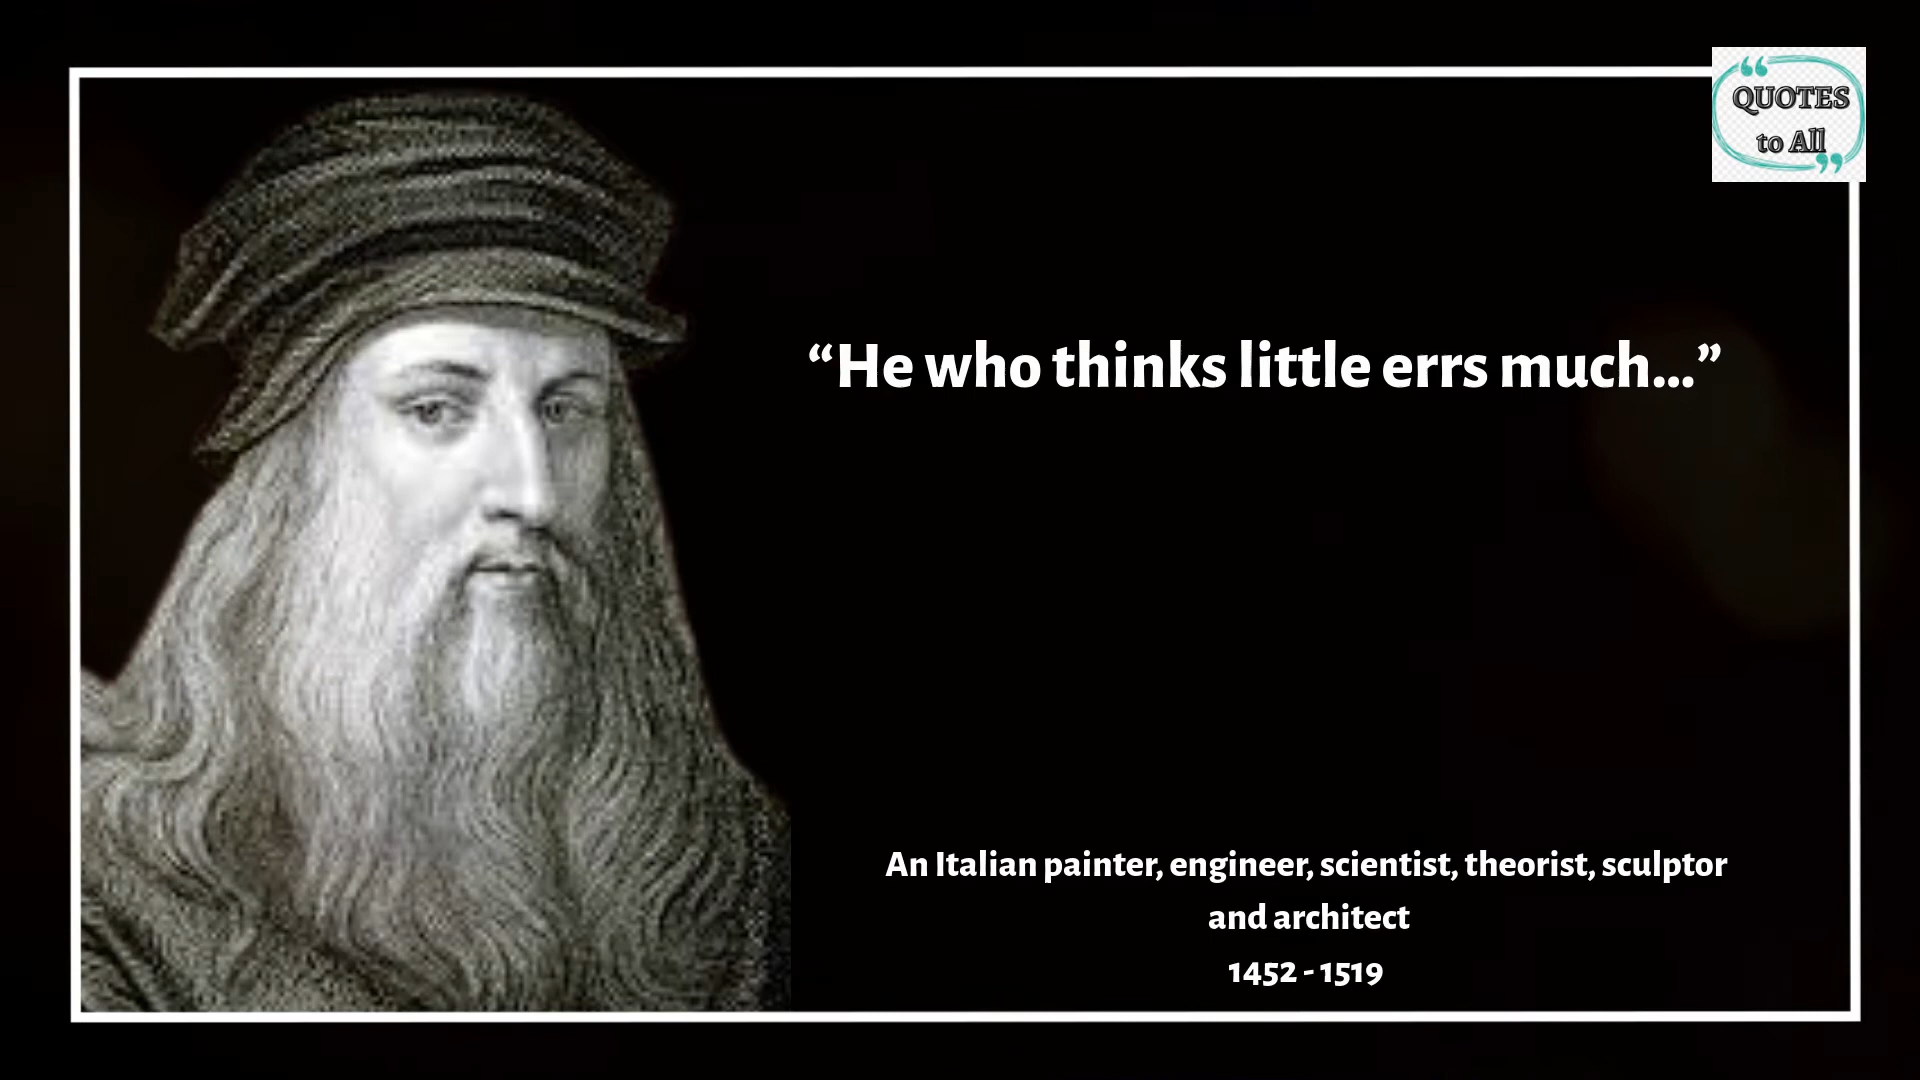 QUOTES
to All
“He who thinks little errs much...”
An Italian painter, engineer, scientist, theorist, sculptor
and architect
1452 - 1519